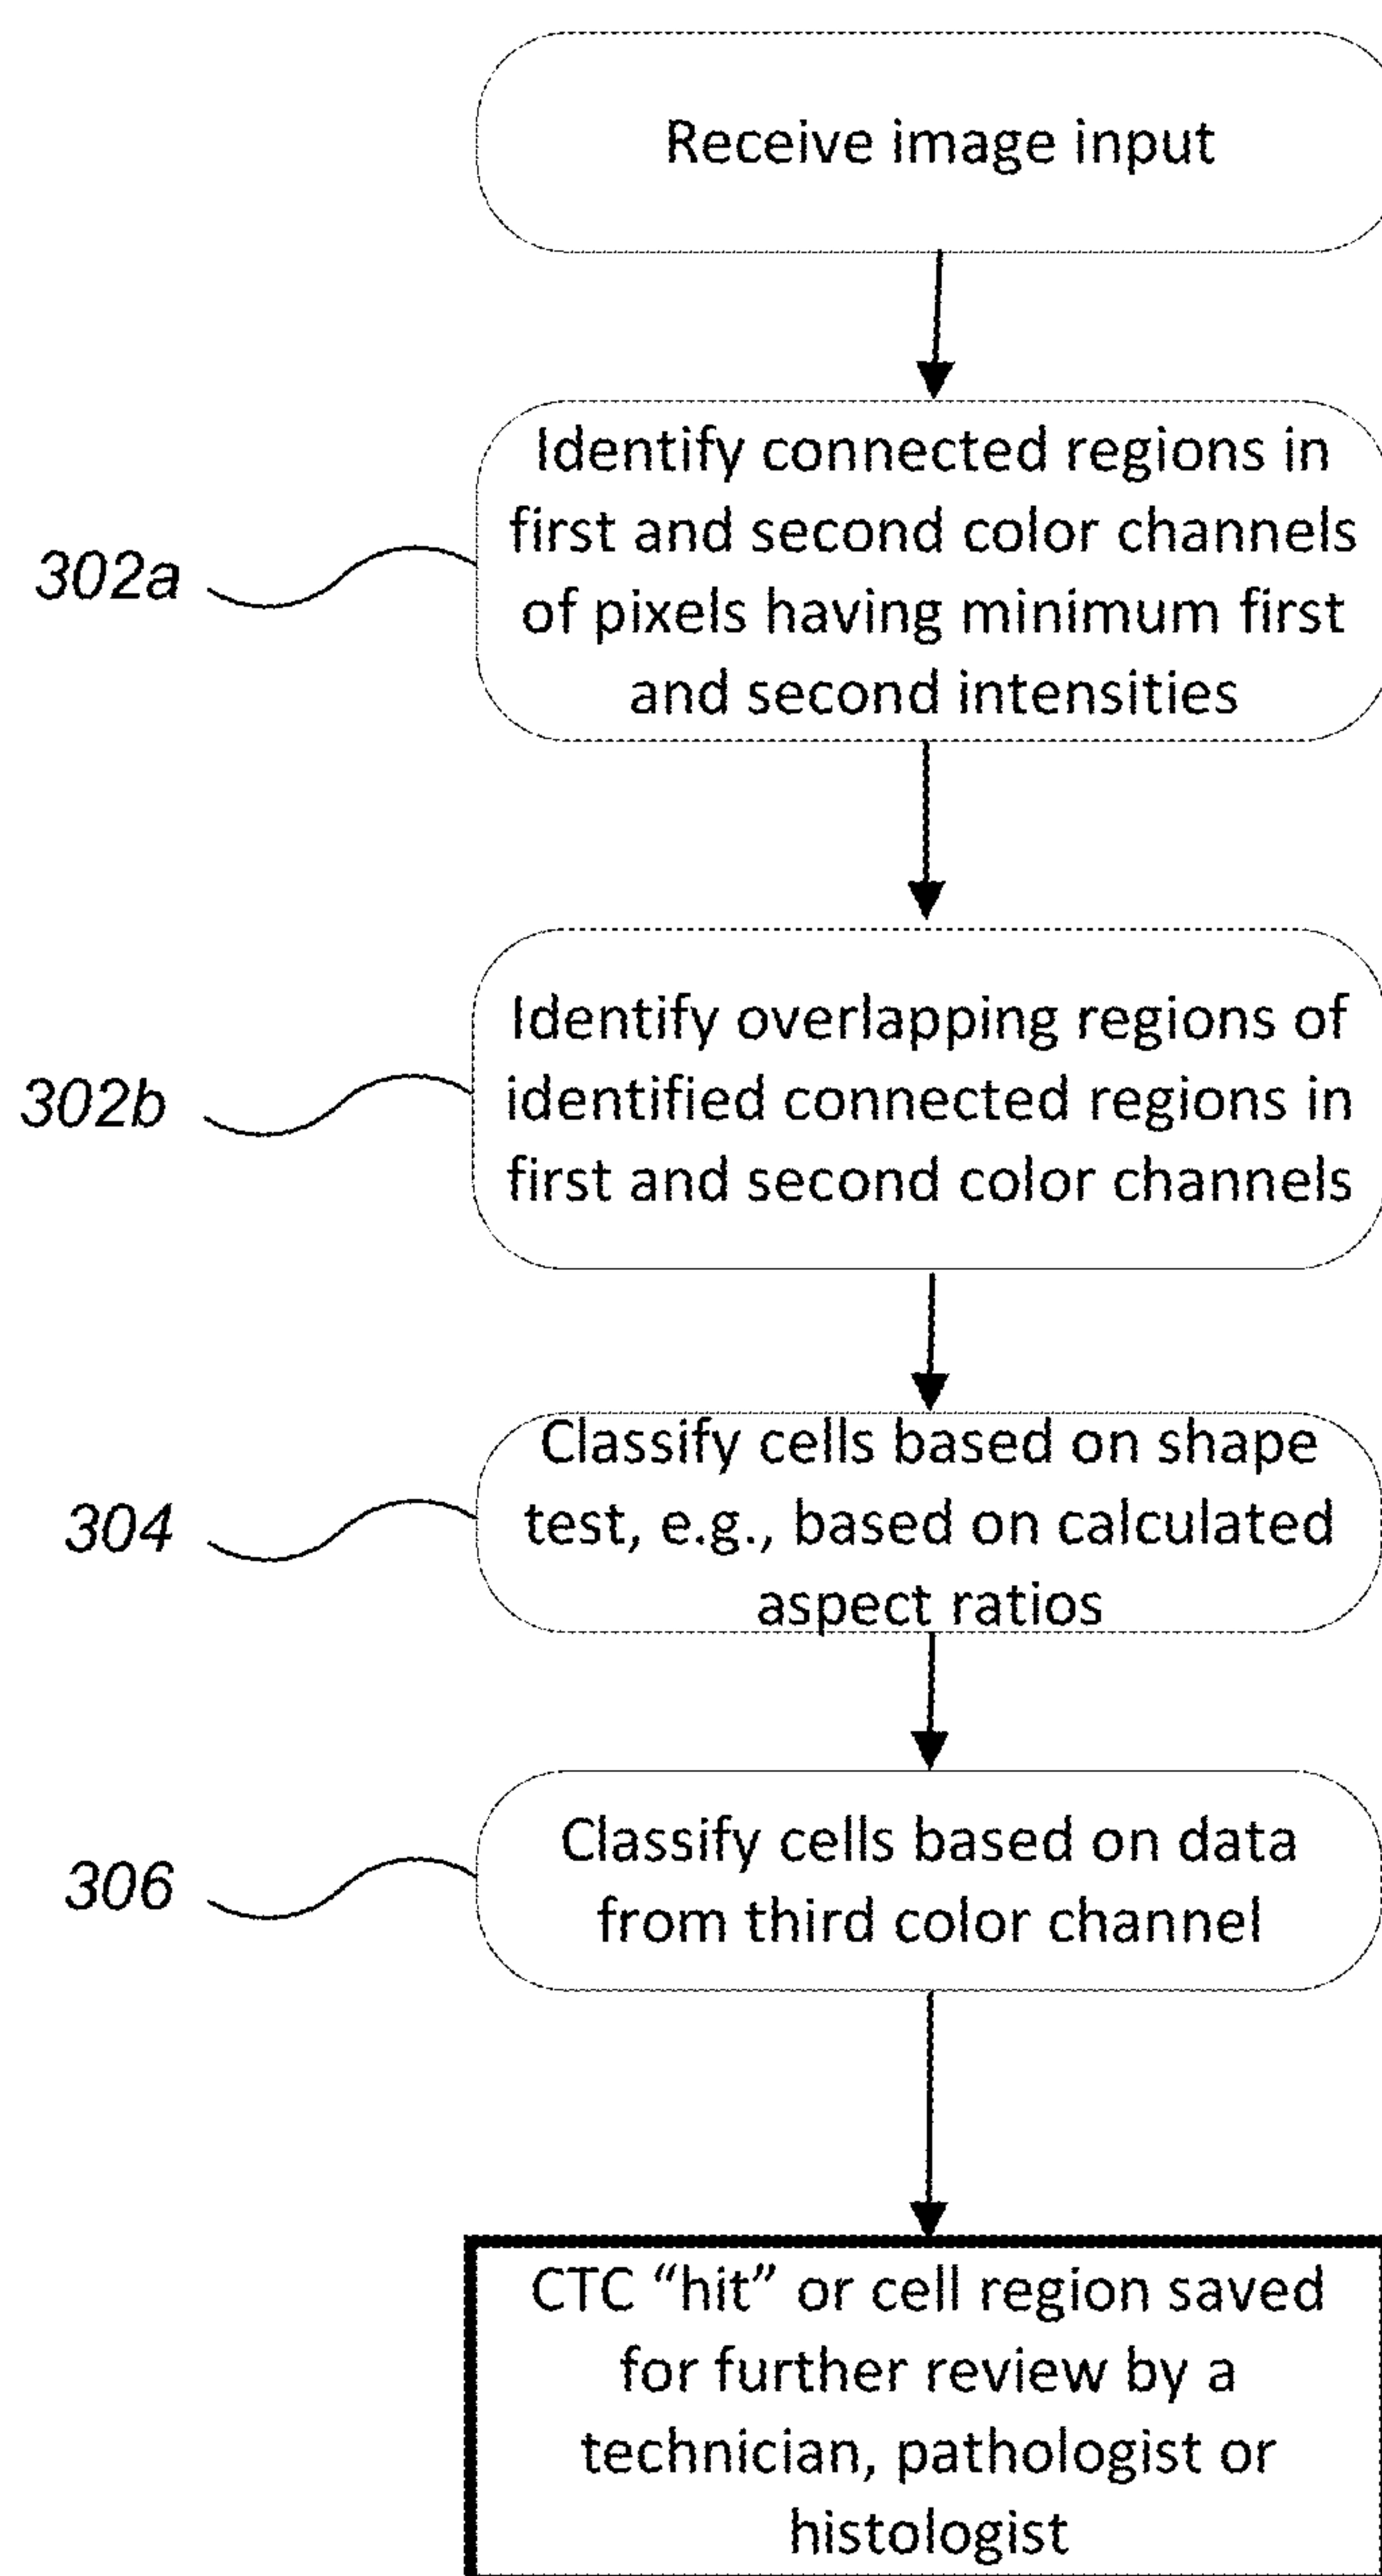 Receive image input
Identify connected regions in
first and second color channels
302a
of pixels having minimum first
and second intensities
Identify overlapping regions of
302b
identified connected regions in
first and second color channels
Classify cells based on shape
304
test, e.g., based on calculated
aspect ratios
Classify cells based on data
306
from third color channel
CTC “hit” or cell region saved
for further review by a
technician, pathologist or
histologist